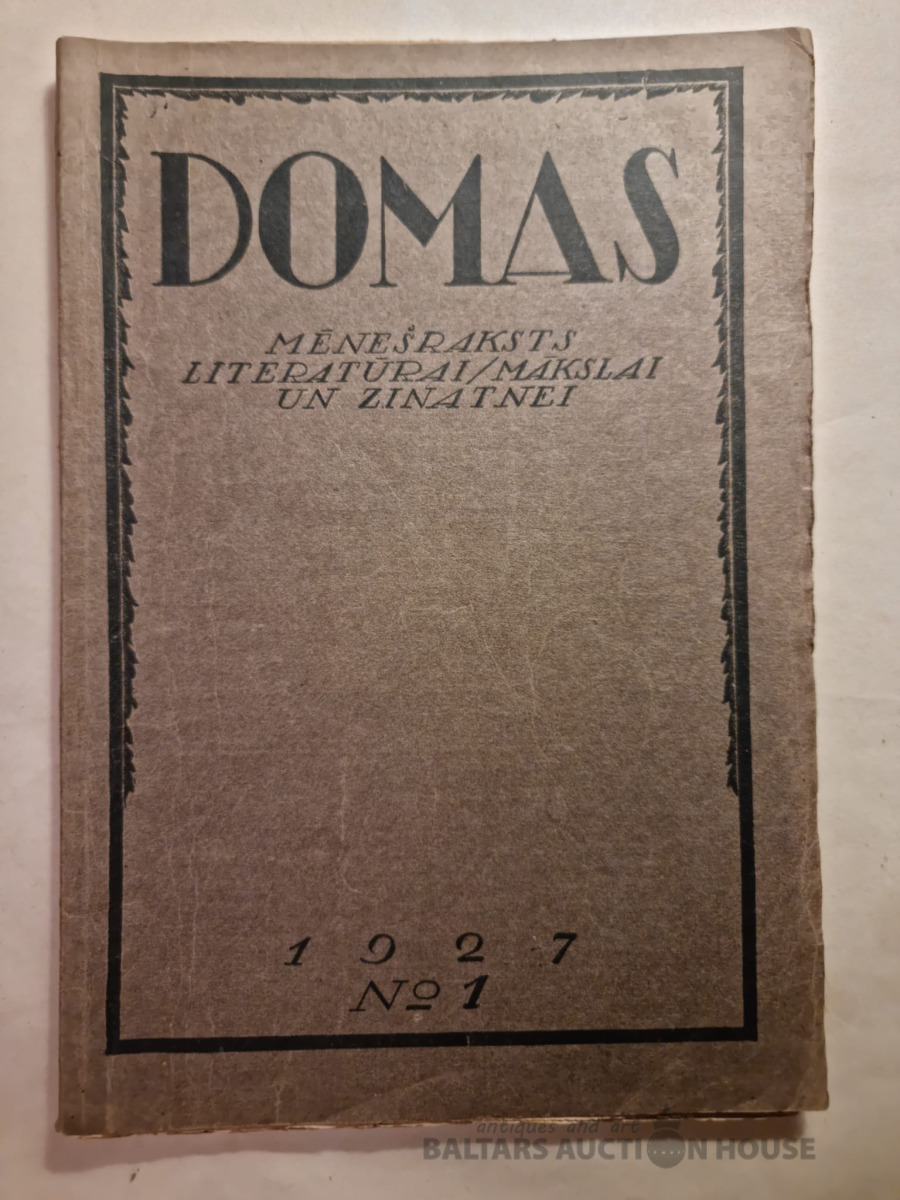 DOMAS
MĒNEŠRAKSTS
LITERATŪRAI/MĀKSLAI
UN ZINATNEI
1927
No 1
antiques and art
BALTARS AUCTION HOUSE